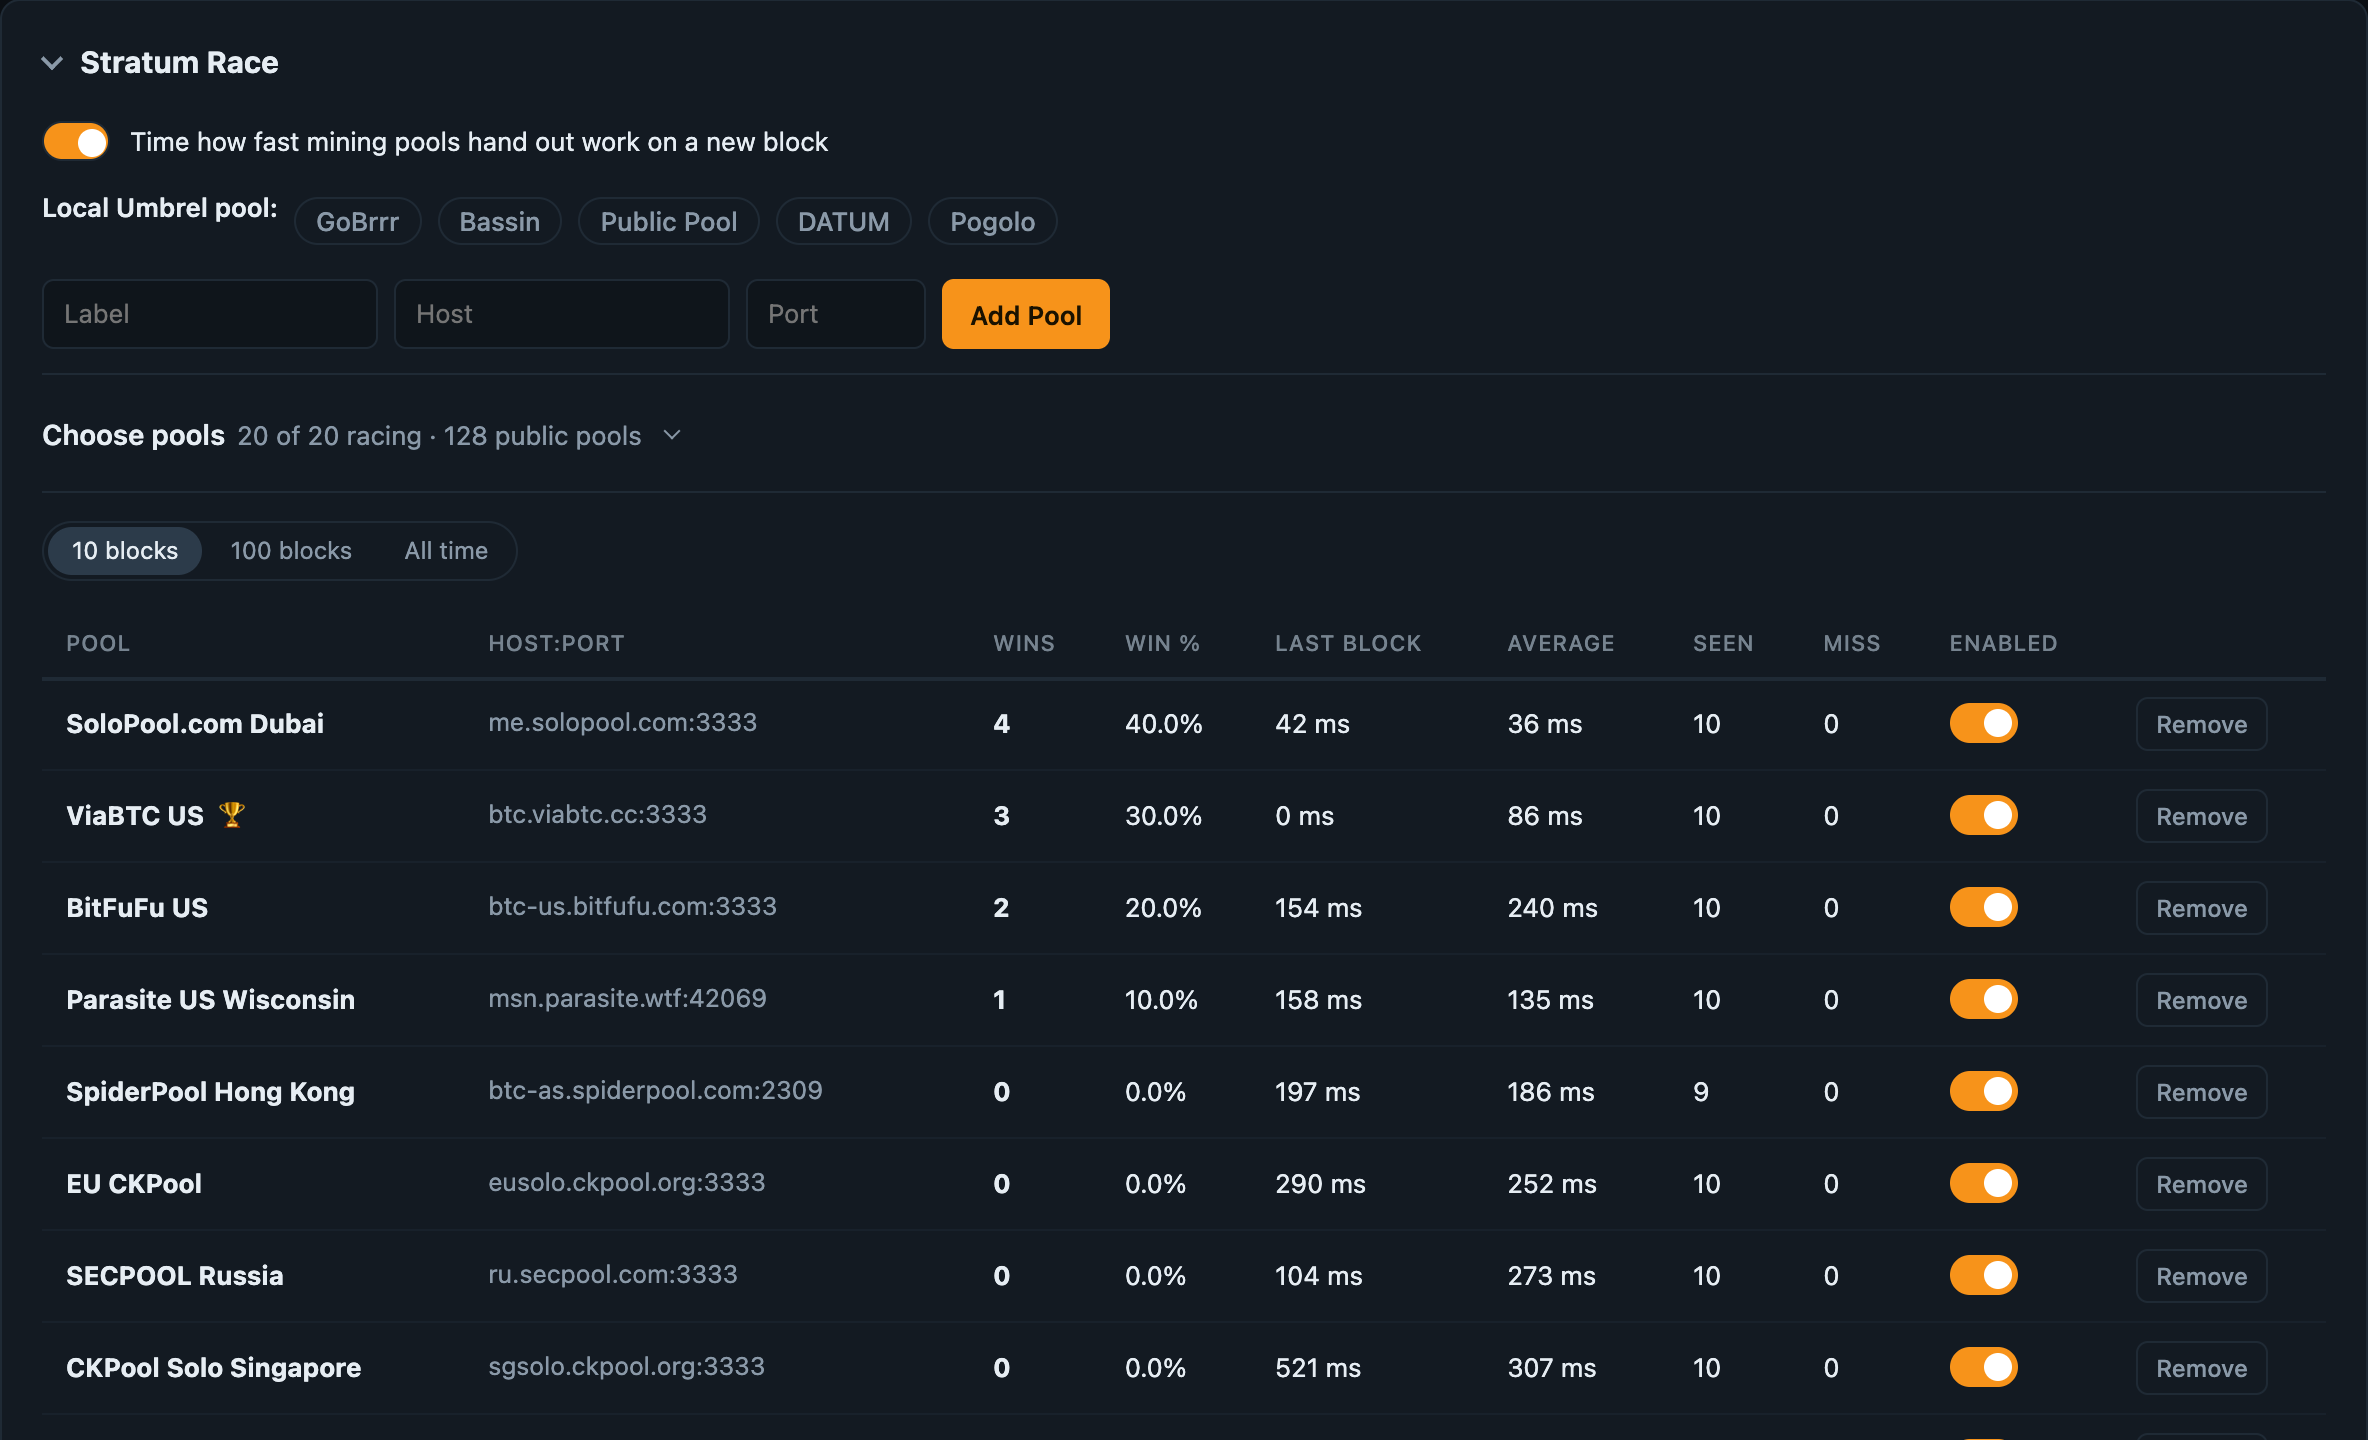 Stratum Race
Time how fast mining pools hand out work on a new block
Local Umbrel pool: GoBrrr Bassin Public Pool DATUM Pogolo
Label Host Port Add Pool
Choose pools 20 of 20 racing · 128 public pools
10 blocks 100 blocks All time
POOL HOST:PORT WINS WIN % LAST BLOCK AVERAGE SEEN MISS ENABLED
SoloPool.com Dubai me.solopool.com:3333 4 40.0% 42 ms 36 ms 10 0 Remove
ViaBTC US 🏆 btc.viabtc.cc:3333 3 30.0% 0 ms 86 ms 10 0 Remove
BitFuFu US btc-us.bitfufu.com:3333 2 20.0% 154 ms 240 ms 10 0 Remove
Parasite US Wisconsin msn.parasite.wtf:42069 1 10.0% 158 ms 135 ms 10 0 Remove
SpiderPool Hong Kong btc-as.spiderpool.com:2309 0 0.0% 197 ms 186 ms 9 0 Remove
EU CKPool eusolo.ckpool.org:3333 0 0.0% 290 ms 252 ms 10 0 Remove
SECPOOL Russia ru.secpool.com:3333 0 0.0% 104 ms 273 ms 10 0 Remove
CKPool Solo Singapore sgsolo.ckpool.org:3333 0 0.0% 521 ms 307 ms 10 0 Remove